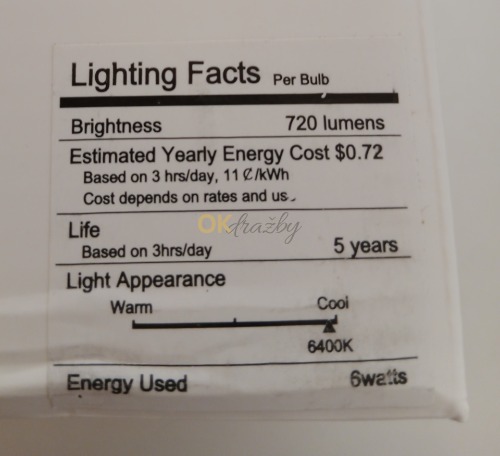 Lighting Facts Per Bulb
Brightness 720 lumens
Estimated Yearly Energy Cost $0.72
Based on 3 hrs/day, 11 ₡/kWh
Cost depends on rates and us
OKdražby
Life
Based on 3hrs/day 5 years
Light Appearance
Warm Cool
6400K
Energy Used 6watts